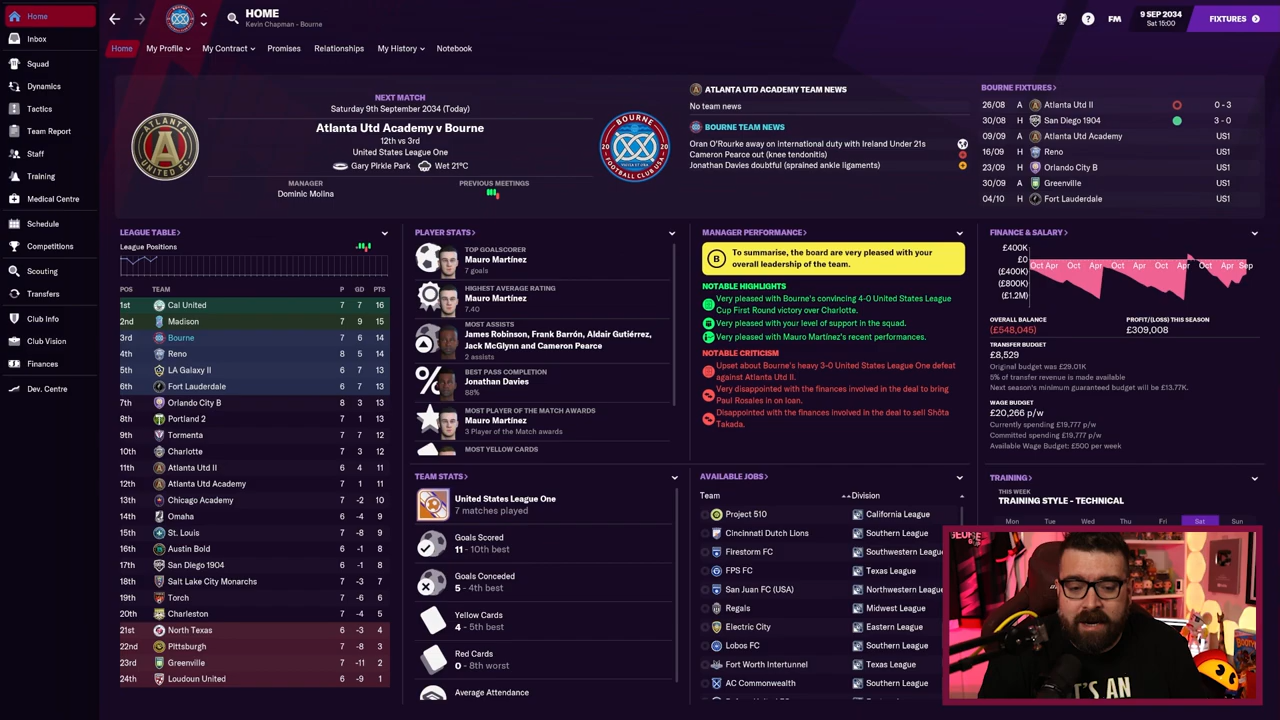 HOME
Kevin Chapman - Bourne
FM
9 SEP 2034
Sat 15:00
FIXTURES
Home
Inbox
Squad
Dynamics
Tactics
Team Report
Staff
Training
Medical Centre
Schedule
Competitions
Scouting
Transfers
Club Info
Club Vision
Finances
Dev. Centre
Home
My Profile
My Contract
Promises
Relationships
My History
Notebook
NEXT MATCH
Saturday 9th September 2034 (Today)
Atlanta Utd Academy v Bourne
12th vs 3rd
United States League One
Gary Pirkle Park
Wet 21°C
MANAGER
Dominic Molina
PREVIOUS MEETINGS
ATLANTA UTD ACADEMY TEAM NEWS
No team news
BOURNE TEAM NEWS
Oran O'Rourke away on international duty with Ireland Under 21s
Cameron Pearce out (knee tendonitis)
Jonathan Davies doubtful (sprained ankle ligaments)
BOURNE FIXTURES
26/08 A Atlanta Utd II 0 - 3
30/08 H San Diego 1904 3 - 0
09/09 A Atlanta Utd Academy US1
16/09 H Reno US1
23/09 H Orlando City B US1
30/09 A Greenville US1
04/10 H Fort Lauderdale US1
LEAGUE TABLE
League Positions
POS TEAM P GD PTS
1st Cal United 7 7 16
2nd Madison 7 9 15
3rd Bourne 7 6 14
4th Reno 8 5 14
5th LA Galaxy II 6 7 13
6th Fort Lauderdale 6 7 13
7th Orlando City B 8 3 13
8th Portland 2 7 1 13
9th Tormenta 7 7 12
10th Charlotte 7 3 12
11th Atlanta Utd II 6 4 11
12th Atlanta Utd Academy 7 1 11
13th Chicago Academy 7 -2 10
14th Omaha 6 -4 9
15th St. Louis 7 -8 9
16th Austin Bold 6 -1 8
17th San Diego 1904 6 -1 8
18th Salt Lake City Monarchs 7 -3 7
19th Torch 7 -6 6
20th Charleston 7 -4 5
21st North Texas 6 -3 4
22nd Pittsburgh 7 -8 3
23rd Greenville 7 -11 2
24th Loudoun United 6 -9 1
PLAYER STATS
TOP GOALSCORER
Mauro Martínez
7 goals
HIGHEST AVERAGE RATING
Mauro Martínez
7.40
MOST ASSISTS
James Robinson, Frank Barrón, Aldair Gutiérrez,
Jack McGlynn and Cameron Pearce
2 assists
BEST PASS COMPLETION
Jonathan Davies
88%
MOST PLAYER OF THE MATCH AWARDS
Mauro Martínez
3 Player of the Match awards
MOST YELLOW CARDS
TEAM STATS
United States League One
7 matches played
Goals Scored
11 - 10th best
Goals Conceded
5 - 4th best
Yellow Cards
4 - 5th best
Red Cards
0 - 8th worst
Average Attendance
MANAGER PERFORMANCE
B
To summarise, the board are very pleased with your
overall leadership of the team.
NOTABLE HIGHLIGHTS
Very pleased with Bourne's convincing 4-0 United States League
Cup First Round victory over Charlotte.
Very pleased with your level of support in the squad.
Very pleased with Mauro Martínez's recent performances.
NOTABLE CRITICISM
Upset about Bourne's heavy 3-0 United States League One defeat
against Atlanta Utd II.
Very disappointed with the finances involved in the deal to bring
Paul Rosales in on loan.
Disappointed with the finances involved in the deal to sell Shōta
Takada.
AVAILABLE JOBS
Team Division
Project 510 California League
Cincinnati Dutch Lions Southern League
Firestorm FC Southwestern League
FPS FC Texas League
San Juan FC (USA) Northwestern League
Regals Midwest League
Electric City Eastern League
Lobos FC Southern League
Fort Worth Intertunnel Texas League
AC Commonwealth Southern League
FINANCE & SALARY
£400K
£0
(£400K)
(£800K)
(£1.2M)
Oct Apr Oct Apr Oct Apr Oct Apr Sep
OVERALL BALANCE
(£548,045)
PROFIT/(LOSS) THIS SEASON
£309,008
TRANSFER BUDGET
£8,529
Original budget was £29.01K
5% of transfer revenue is made available
Next season's minimum guaranteed budget will be £13.77K.
WAGE BUDGET
£20,266 p/w
Currently spending £19,777 p/w
Committed spending £19,777 p/w
Available Wage Budget: £500 per week
TRAINING
THIS WEEK
TRAINING STYLE - TECHNICAL
Mon Tue Wed Thu Fri Sat Sun
IT'S AN